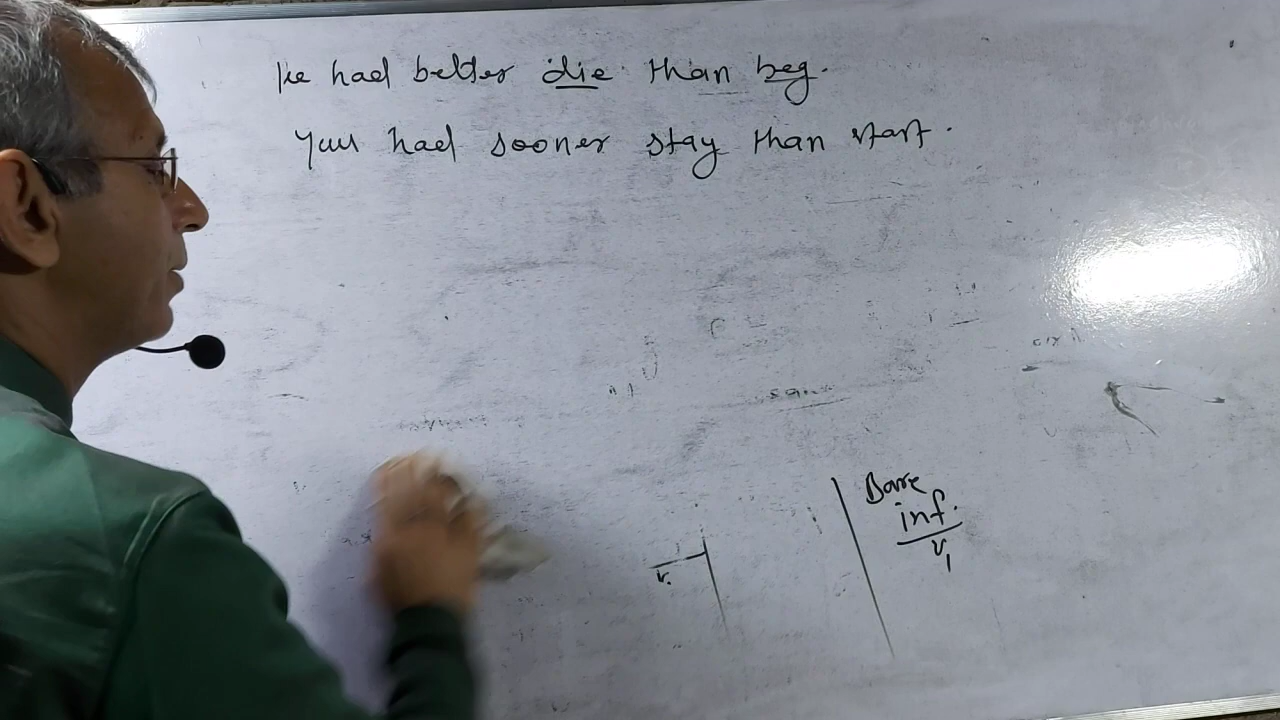 He had better die than beg.
You had sooner stay than start.
Bare
inf.
V1
V.